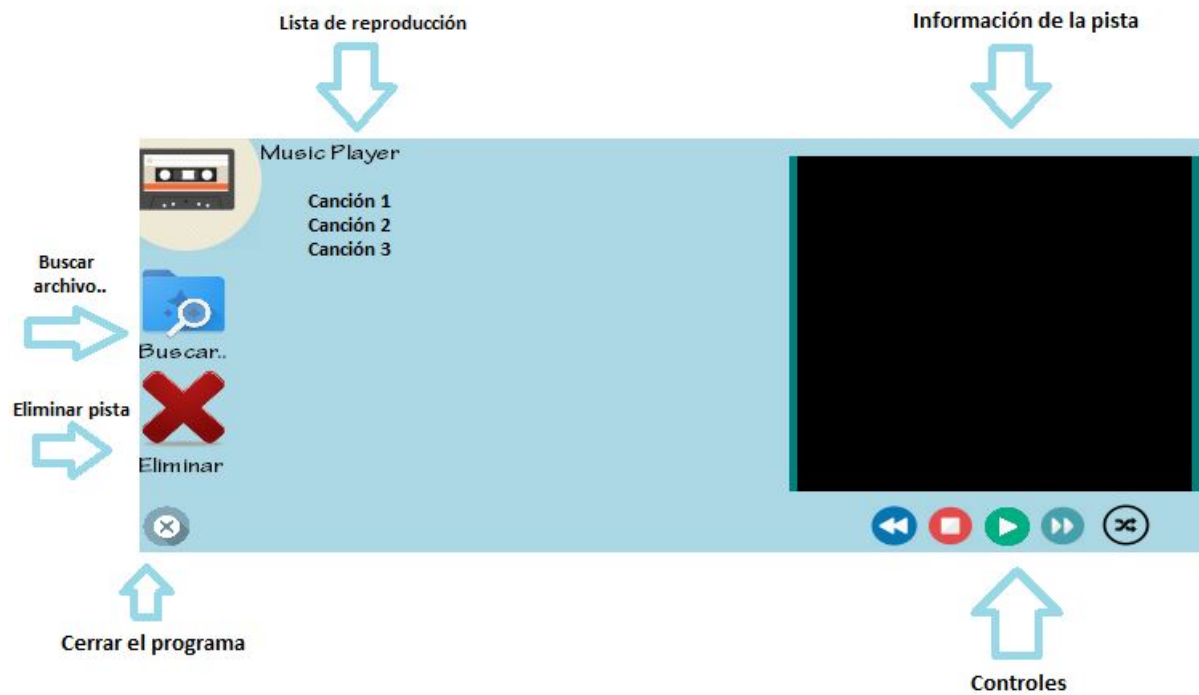 Lista de reproducción
Información de la pista
Music Player
Canción 1
Canción 2
Canción 3
Buscar
archivo..
Buscar..
Eliminar pista
Eliminar
Cerrar el programa
Controles